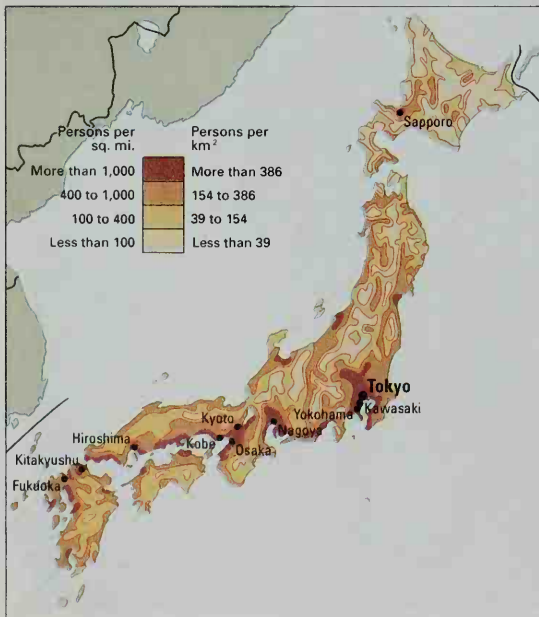 Persons per
sq. mi.
Persons per
km²
More than 1,000
More than 386
400 to 1,000
154 to 386
100 to 400
39 to 154
Less than 100
Less than 39
Sapporo
Tokyo
Kawasaki
Yokohama
Nagoya
Kyoto
Osaka
Kobe
Hiroshima
Kitakyushu
Fukuoka